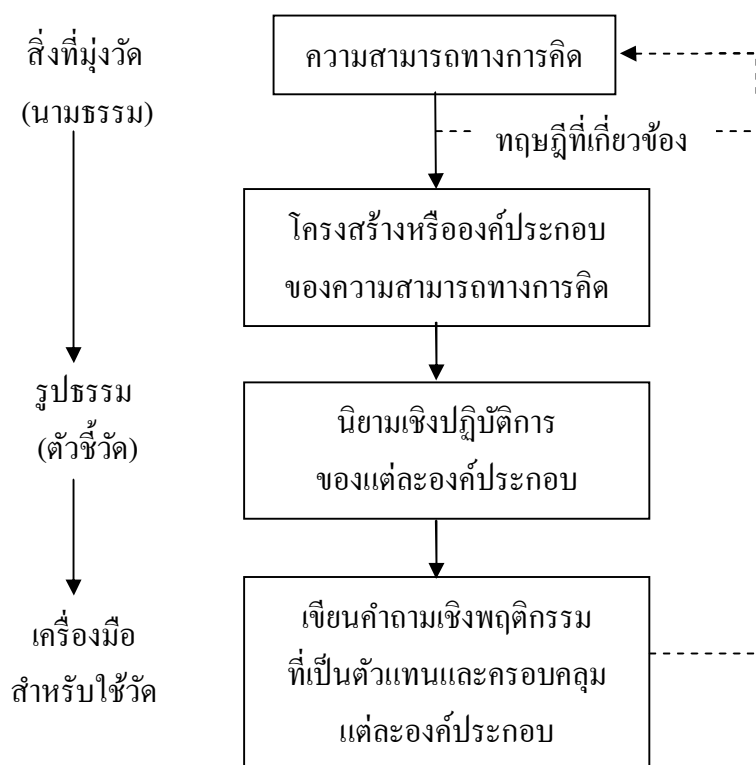 สิ่งที่มุ่งวัด
(นามธรรม)
ความสามารถทางการคิด
ทฤษฎีที่เกี่ยวข้อง
โครงสร้างหรือองค์ประกอบ
ของความสามารถทางการคิด
รูปธรรม
(ตัวชี้วัด)
นิยามเชิงปฏิบัติการ
ของแต่ละองค์ประกอบ
เครื่องมือ
สำหรับใช้วัด
เขียนคำถามเชิงพฤติกรรม
ที่เป็นตัวแทนและครอบคลุม
แต่ละองค์ประกอบ